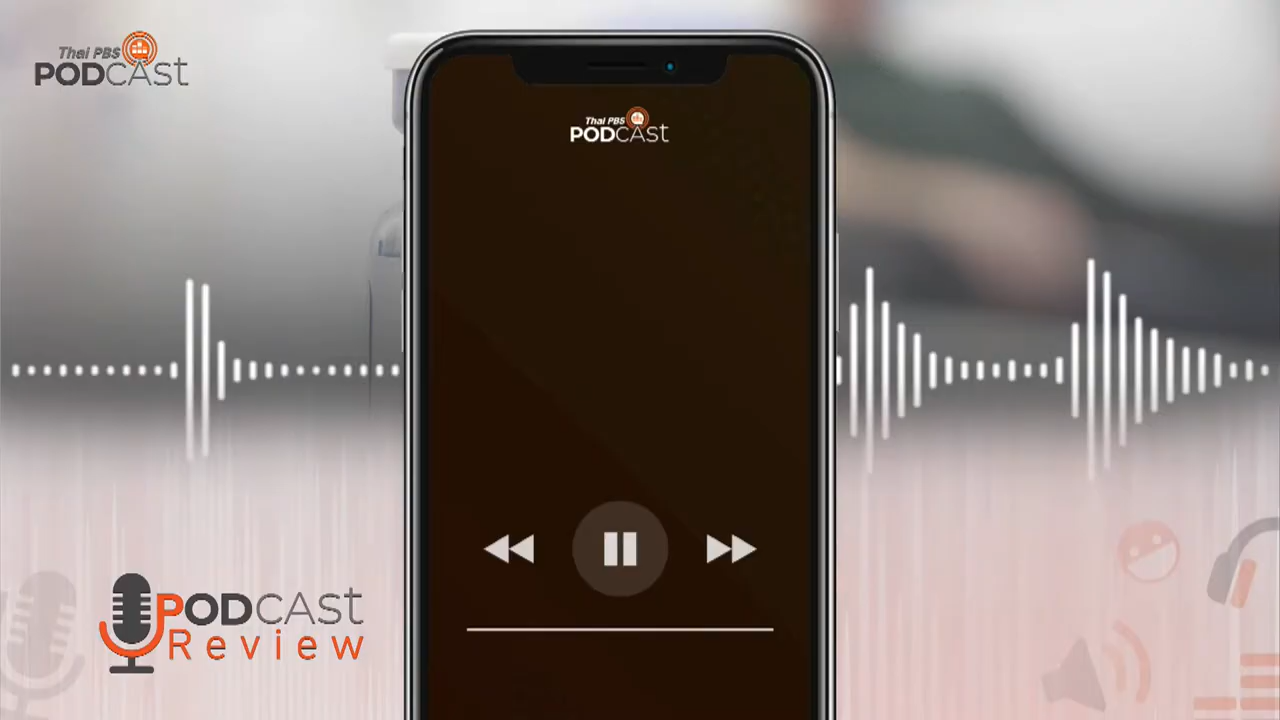 Thai PBS
PODCAST
Thai PBS
PODCAST
PODCAST
Review